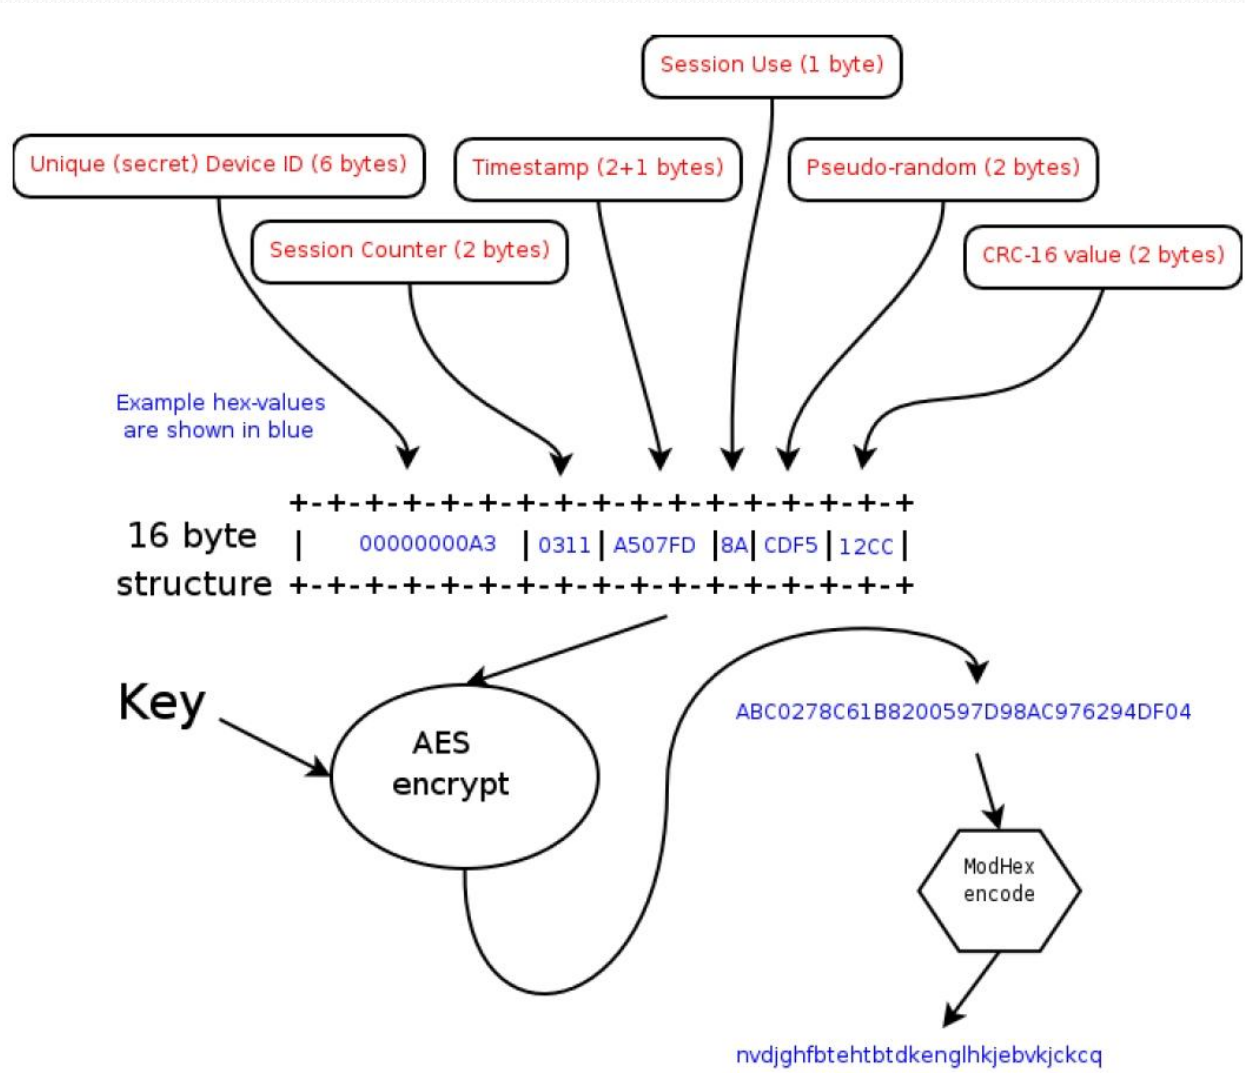 Session Use (1 byte)
Unique (secret) Device ID (6 bytes)
Timestamp (2+1 bytes)
Pseudo-random (2 bytes)
Session Counter (2 bytes)
CRC-16 value (2 bytes)
Example hex-values
are shown in blue
+-+-+-+-+-+-+-+-+-+-+-+-+-+-+-+-+
16 byte
structure
| 00000000A3 | 0311 | A507FD |8A| CDF5 | 12CC |
+-+-+-+-+-+-+-+-+-+-+-+-+-+-+-+-+
Key
AES
encrypt
ABC0278C61B8200597D98AC976294DF04
ModHex
encode
nvdjghfbtehtbtdkenglhkjebvkjckcq